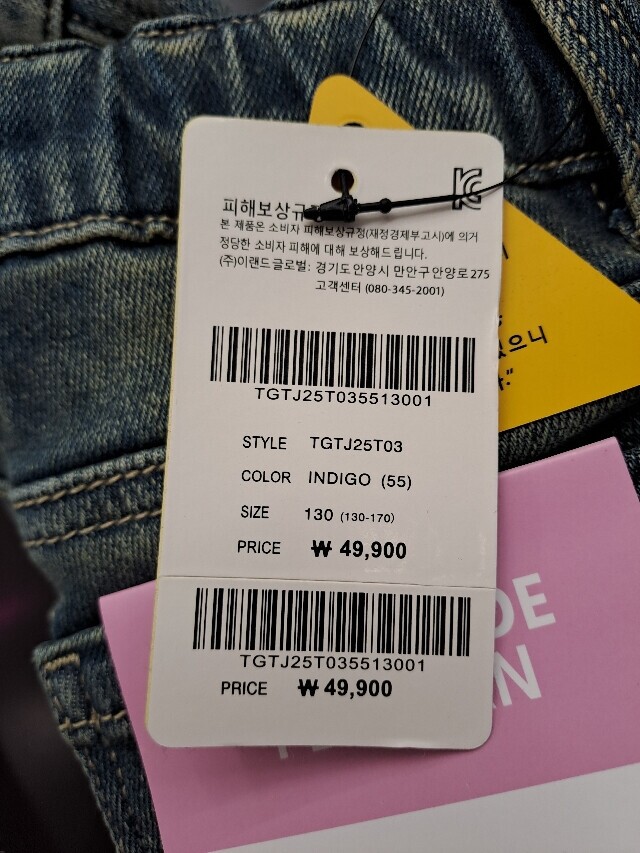 피해보상규
본 제품은 소비자 피해보상규정(재정경제부고시)에 의거
정당한 소비자 피해에 대해 보상해드립니다.
(주)이랜드글로벌: 경기도 안양시 만안구 안양로 275
고객센터 (080-345-2001)
TGTJ25T035513001
STYLE TGTJ25T03
COLOR INDIGO (55)
SIZE 130 (130-170)
PRICE ₩ 49,900
TGTJ25T035513001
PRICE ₩ 49,900